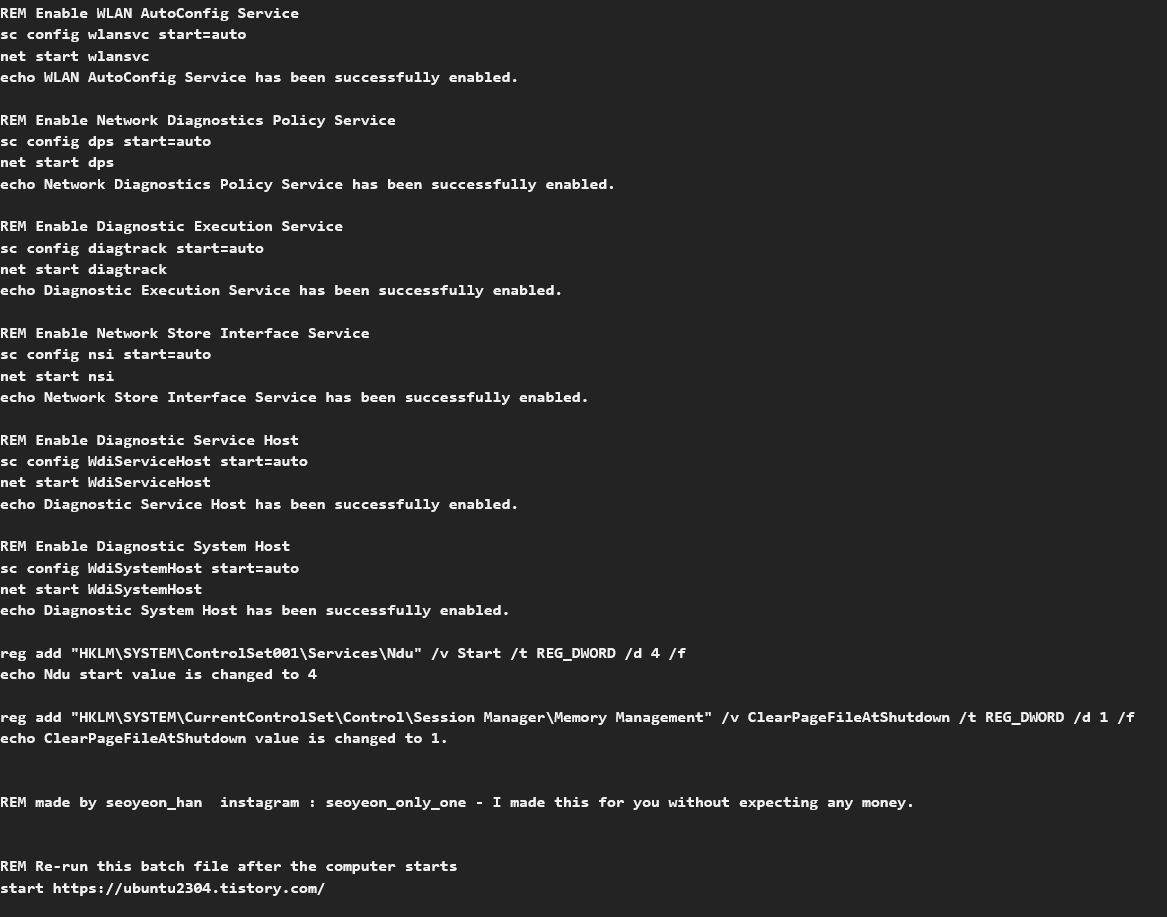 REM Enable WLAN AutoConfig Service
sc config wlansvc start=auto
net start wlansvc
echo WLAN AutoConfig Service has been successfully enabled.
REM Enable Network Diagnostics Policy Service
sc config dps start=auto
net start dps
echo Network Diagnostics Policy Service has been successfully enabled.
REM Enable Diagnostic Execution Service
sc config diagtrack start=auto
net start diagtrack
echo Diagnostic Execution Service has been successfully enabled.
REM Enable Network Store Interface Service
sc config nsi start=auto
net start nsi
echo Network Store Interface Service has been successfully enabled.
REM Enable Diagnostic Service Host
sc config WdiServiceHost start=auto
net start WdiServiceHost
echo Diagnostic Service Host has been successfully enabled.
REM Enable Diagnostic System Host
sc config WdiSystemHost start=auto
net start WdiSystemHost
echo Diagnostic System Host has been successfully enabled.
reg add "HKLM\SYSTEM\ControlSet001\Services\Ndu" /v Start /t REG_DWORD /d 4 /f
echo Ndu start value is changed to 4
reg add "HKLM\SYSTEM\CurrentControlSet\Control\Session Manager\Memory Management" /v ClearPageFileAtShutdown /t REG_DWORD /d 1 /f
echo ClearPageFileAtShutdown value is changed to 1.
REM made by seoyeon_han  instagram : seoyeon_only_one - I made this for you without expecting any money.
REM Re-run this batch file after the computer starts
start https://ubuntu2304.tistory.com/